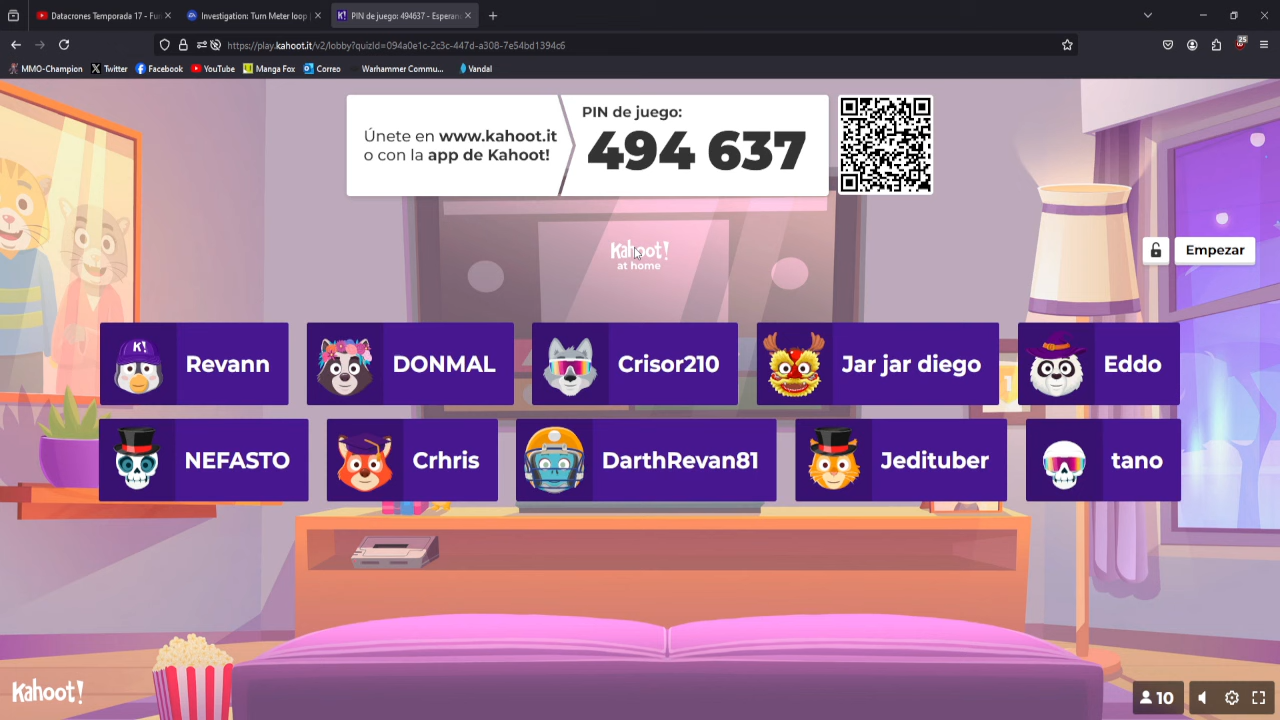 Datacrones Temporada 17 - Fu
Investigation: Turn Meter loop
PIN de juego: 494637 - Esperan
https://play.kahoot.it/v2/lobby?quizId=094a0e1c-2c3c-447d-a308-7e54bd1394c6
25
MMO-Champion
Twitter
Facebook
YouTube
Manga Fox
Correo
Warhammer Commu...
Vandal
Únete en www.kahoot.it
o con la app de Kahoot!
PIN de juego:
494 637
Kahoot!
at home
Empezar
K!
Revann
DONMAL
Crisor210
Jar jar diego
Eddo
1
NEFASTO
Crhris
DarthRevan81
Jedituber
tano
Kahoot!
10